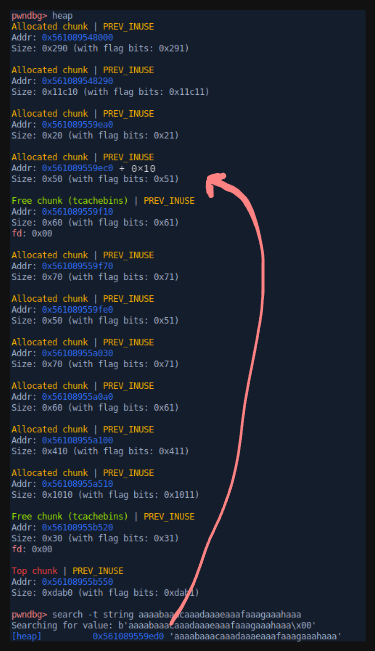 pwndbg> heap
Allocated chunk | PREV_INUSE
Addr: 0x561089548000
Size: 0x290 (with flag bits: 0x291)
Allocated chunk | PREV_INUSE
Addr: 0x561089548290
Size: 0x11c10 (with flag bits: 0x11c11)
Allocated chunk | PREV_INUSE
Addr: 0x561089559ea0
Size: 0x20 (with flag bits: 0x21)
Allocated chunk | PREV_INUSE
Addr: 0x561089559ec0 + 0x10
Size: 0x50 (with flag bits: 0x51)
Free chunk (tcachebins) | PREV_INUSE
Addr: 0x561089559f10
Size: 0x60 (with flag bits: 0x61)
fd: 0x00
Allocated chunk | PREV_INUSE
Addr: 0x561089559f70
Size: 0x70 (with flag bits: 0x71)
Allocated chunk | PREV_INUSE
Addr: 0x561089559fe0
Size: 0x50 (with flag bits: 0x51)
Allocated chunk | PREV_INUSE
Addr: 0x56108955a030
Size: 0x70 (with flag bits: 0x71)
Allocated chunk | PREV_INUSE
Addr: 0x56108955a0a0
Size: 0x60 (with flag bits: 0x61)
Allocated chunk | PREV_INUSE
Addr: 0x56108955a100
Size: 0x410 (with flag bits: 0x411)
Allocated chunk | PREV_INUSE
Addr: 0x56108955a510
Size: 0x1010 (with flag bits: 0x1011)
Free chunk (tcachebins) | PREV_INUSE
Addr: 0x56108955b520
Size: 0x30 (with flag bits: 0x31)
fd: 0x00
Top chunk | PREV_INUSE
Addr: 0x56108955b550
Size: 0xdab0 (with flag bits: 0xdab1)
pwndbg> search -t string aaaabaaacaaadaaaeaaafaaagaaahaaa
Searching for value: b'aaaabaaacaaadaaaeaaafaaagaaahaaa\x00'
[heap] 0x561089559ed0 'aaaabaaacaaadaaaeaaafaaagaaahaaa'